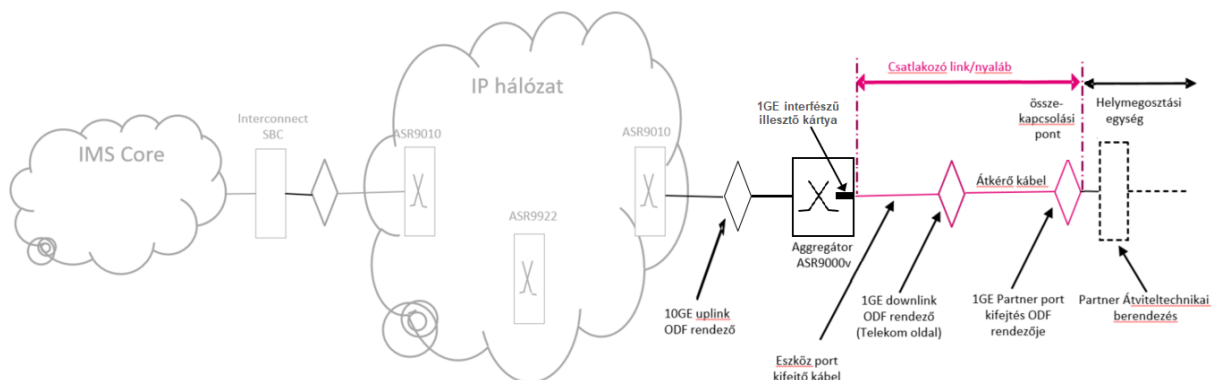 IMS Core
Interconnect
SBC
IP hálózat
ASR9010
ASR9922
ASR9010
10GE uplink
ODF rendező
1GE interfészű
illesztő kártya
Aggregátor
ASR9000v
Csatlakozó link/nyaláb
Eszköz port
kifejtő kábel
1GE downlink
ODF rendező
(Telekom oldal)
Átkérő kábel
össze-
kapcsolási
pont
1GE Partner port
kifejtés ODF
rendezője
Helymegosztási
egység
Partner Átviteltechnikai
berendezés